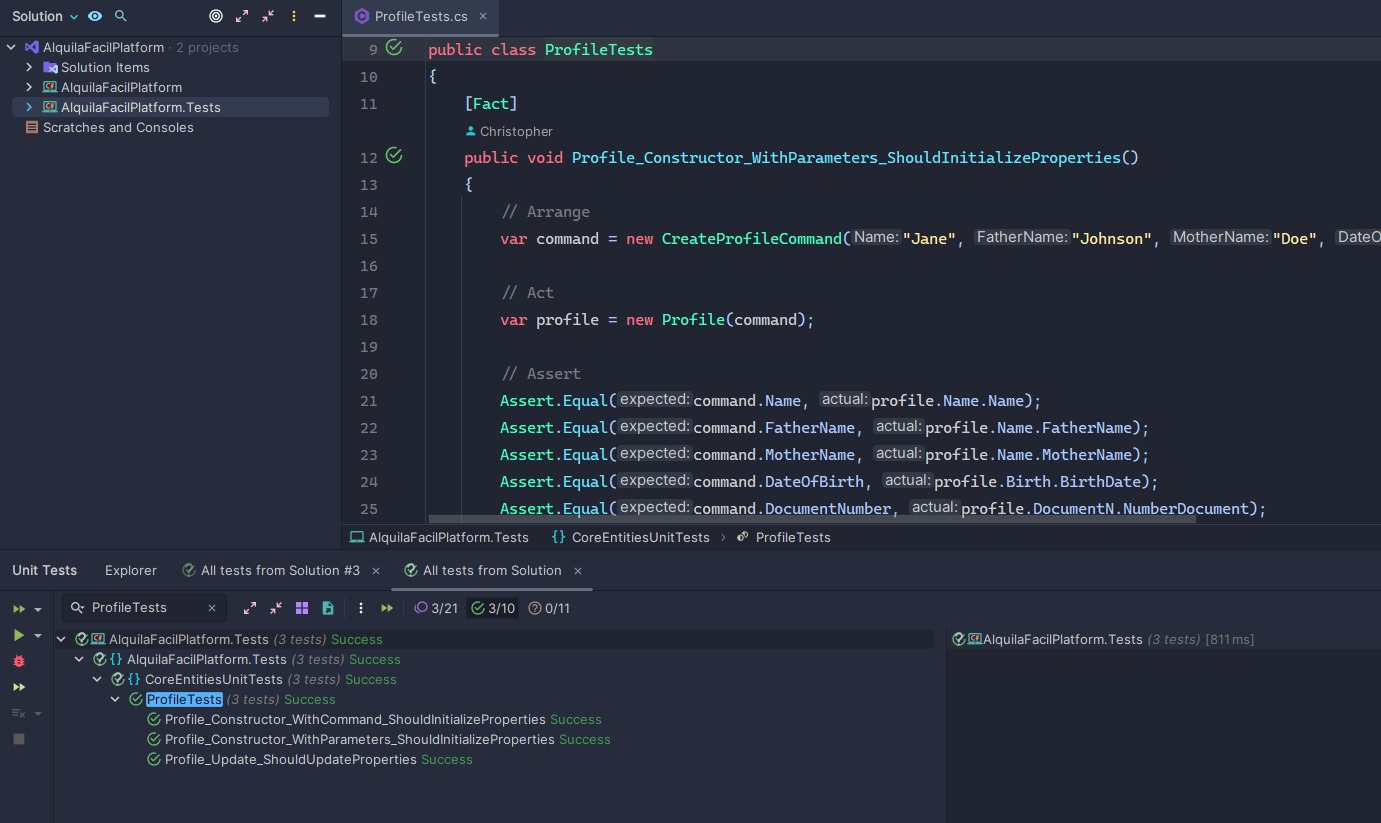 Solution
AlquilaFacilPlatform · 2 projects
Solution Items
AlquilaFacilPlatform
AlquilaFacilPlatform.Tests
Scratches and Consoles
ProfileTests.cs
9 public class ProfileTests
10 {
11 [Fact]
Christopher
12 public void Profile_Constructor_WithParameters_ShouldInitializeProperties()
13 {
14 // Arrange
15 var command = new CreateProfileCommand(Name:"Jane", FatherName:"Johnson", MotherName:"Doe", DateO
16
17 // Act
18 var profile = new Profile(command);
19
20 // Assert
21 Assert.Equal(expected:command.Name, actual:profile.Name.Name);
22 Assert.Equal(expected:command.FatherName, actual:profile.Name.FatherName);
23 Assert.Equal(expected:command.MotherName, actual:profile.Name.MotherName);
24 Assert.Equal(expected:command.DateOfBirth, actual:profile.Birth.BirthDate);
25 Assert.Equal(expected:command.DocumentNumber, actual:profile.DocumentN.NumberDocument);
AlquilaFacilPlatform.Tests {} CoreEntitiesUnitTests › ProfileTests
Unit Tests Explorer All tests from Solution #3 All tests from Solution
ProfileTests 3/21 3/10 0/11
AlquilaFacilPlatform.Tests (3 tests) Success
{} AlquilaFacilPlatform.Tests (3 tests) Success
{} CoreEntitiesUnitTests (3 tests) Success
ProfileTests (3 tests) Success
Profile_Constructor_WithCommand_ShouldInitializeProperties Success
Profile_Constructor_WithParameters_ShouldInitializeProperties Success
Profile_Update_ShouldUpdateProperties Success
AlquilaFacilPlatform.Tests (3 tests) [811 ms]